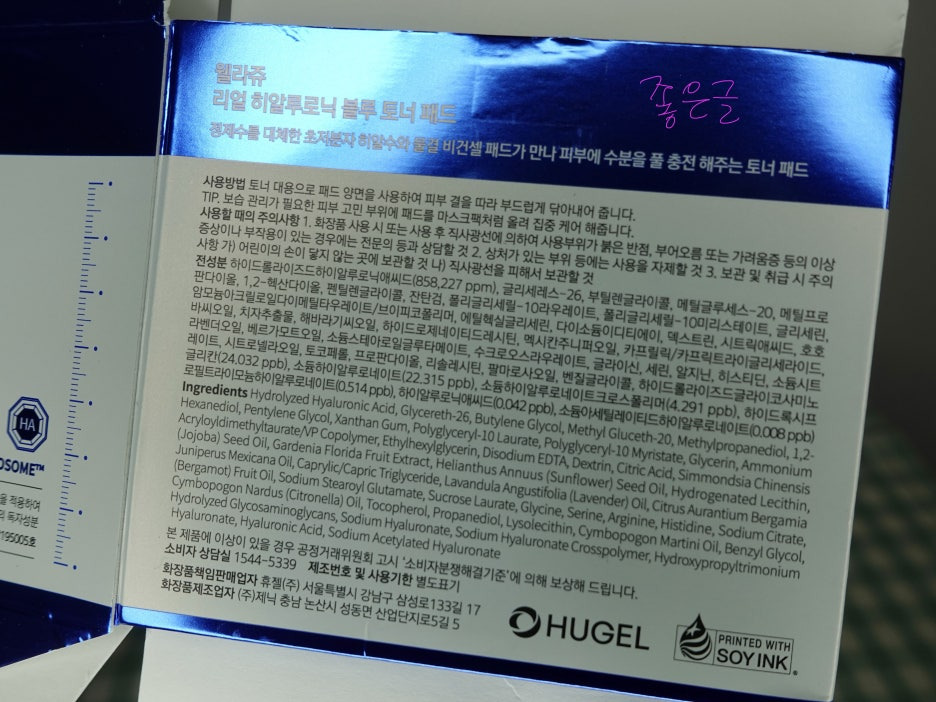 웰라쥬
리얼 히알루로닉 블루 토너 패드
좋은글
정제수를 대체한 초저분자 히알수와 물결 비건셀 패드가 만나 피부에 수분을 풀 충전 해주는 토너 패드
사용방법 토너 대용으로 패드 양면을 사용하여 피부 결을 따라 부드럽게 닦아내어 줍니다.
TIP. 보습 관리가 필요한 피부 고민 부위에 패드를 마스크팩처럼 올려 집중 케어 해줍니다.
사용할 때의 주의사항 1. 화장품 사용 시 또는 사용 후 직사광선에 의하여 사용부위가 붉은 반점, 부어오름 또는 가려움증 등의 이상
증상이나 부작용이 있는 경우에는 전문의 등과 상담할 것 2. 상처가 있는 부위 등에는 사용을 자제할 것 3. 보관 및 취급 시 주의
사항 가) 어린이의 손이 닿지 않는 곳에 보관할 것 나) 직사광선을 피해서 보관할 것
전성분 하이드롤라이즈드하이알루로닉애씨드(858,227 ppm), 글리세레스-26, 부틸렌글라이콜, 메틸글루세스-20, 메틸프로
판다이올, 1,2-헥산다이올, 펜틸렌글라이콜, 잔탄검, 폴리글리세릴-10라우레이트, 폴리글리세릴-10미리스테이트, 글리세린,
암모늄아크릴로일다이메틸타우레이트/브이피코폴리머, 에틸헥실글리세린, 다이소듐이디티에이, 덱스트린, 시트릭애씨드, 호호
바씨오일, 치자추출물, 해바라기씨오일, 하이드로제네이티드레시틴, 멕시칸주니퍼오일, 카프릴릭/카프릭트라이글리세라이드,
라벤더오일, 베르가모트오일, 소듐스테아로일글루타메이트, 수크로오스라우레이트, 글라이신, 세린, 알지닌, 히스티딘, 소듐시트
레이트, 시트로넬라오일, 토코페롤, 프로판다이올, 리솔레시틴, 팔마로사오일, 벤질글라이콜, 하이드롤라이즈드글라이코사미노
글리칸(24.032 ppb), 소듐하이알루로네이트(22.315 ppb), 소듐하이알루로네이트크로스폴리머(4.291 ppb), 하이드록시프
로필트라이모늄하이알루로네이트(0.514 ppb), 하이알루로닉애씨드(0.042 ppb), 소듐아세틸레이티드하이알루로네이트(0.008 ppb)
Ingredients Hydrolyzed Hyaluronic Acid, Glycereth-26, Butylene Glycol, Methyl Gluceth-20, Methylpropanediol, 1,2-
Hexanediol, Pentylene Glycol, Xanthan Gum, Polyglyceryl-10 Laurate, Polyglyceryl-10 Myristate, Glycerin, Ammonium
Acryloyldimethyltaurate/VP Copolymer, Ethylhexylglycerin, Disodium EDTA, Dextrin, Citric Acid, Simmondsia Chinensis
(Jojoba) Seed Oil, Gardenia Florida Fruit Extract, Helianthus Annuus (Sunflower) Seed Oil, Hydrogenated Lecithin,
Juniperus Mexicana Oil, Caprylic/Capric Triglyceride, Lavandula Angustifolia (Lavender) Oil, Citrus Aurantium Bergamia
(Bergamot) Fruit Oil, Sodium Stearoyl Glutamate, Sucrose Laurate, Glycine, Serine, Arginine, Histidine, Sodium Citrate,
Cymbopogon Nardus (Citronella) Oil, Tocopherol, Propanediol, Lysolecithin, Cymbopogon Martini Oil, Benzyl Glycol,
Hydrolyzed Glycosaminoglycans, Sodium Hyaluronate, Sodium Hyaluronate Crosspolymer, Hydroxypropyltrimonium
Hyaluronate, Hyaluronic Acid, Sodium Acetylated Hyaluronate
본 제품에 이상이 있을 경우 공정거래위원회 고시 '소비자분쟁해결기준'에 의해 보상해 드립니다.
소비자 상담실 1544-5339 제조번호 및 사용기한 별도표기
화장품책임판매업자 휴젤(주) 서울특별시 강남구 삼성로133길 17
화장품제조업자 (주)제닉 충남 논산시 성동면 산업단지로5길 5
HUGEL
PRINTED WITH
SOY INK
HA
OSOME™
을 적용하여
의 독자성분
195005호